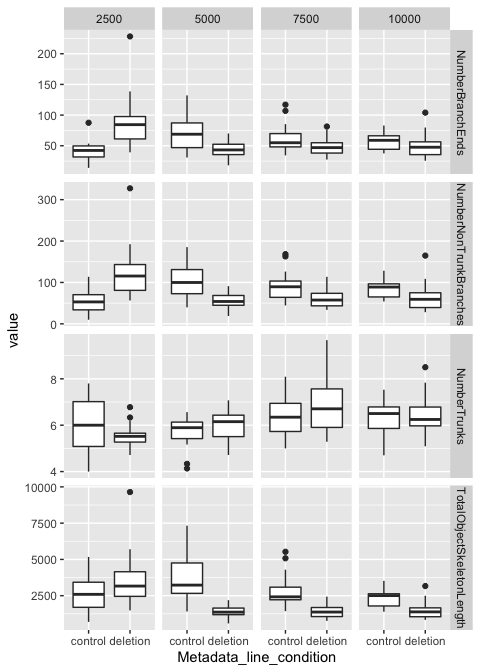 2500 5000 7500 10000
NumberBranchEnds
200
150
100
50
NumberNonTrunkBranches
300
200
100
0
NumberTrunks
8
6
4
TotalObjectSkeletonLength
10000
7500
5000
2500
value
control deletion control deletion control deletion control deletion
Metadata_line_condition